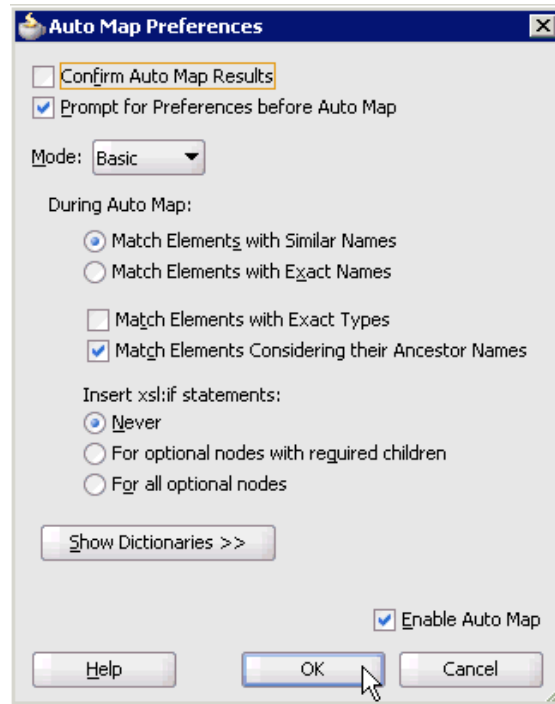 Auto Map Preferences
Confirm Auto Map Results
Prompt for Preferences before Auto Map
Mode: Basic
During Auto Map:
Match Elements with Similar Names
Match Elements with Exact Names
Match Elements with Exact Types
Match Elements Considering their Ancestor Names
Insert xsl:if statements:
Never
For optional nodes with required children
For all optional nodes
Show Dictionaries >>
Enable Auto Map
Help OK Cancel